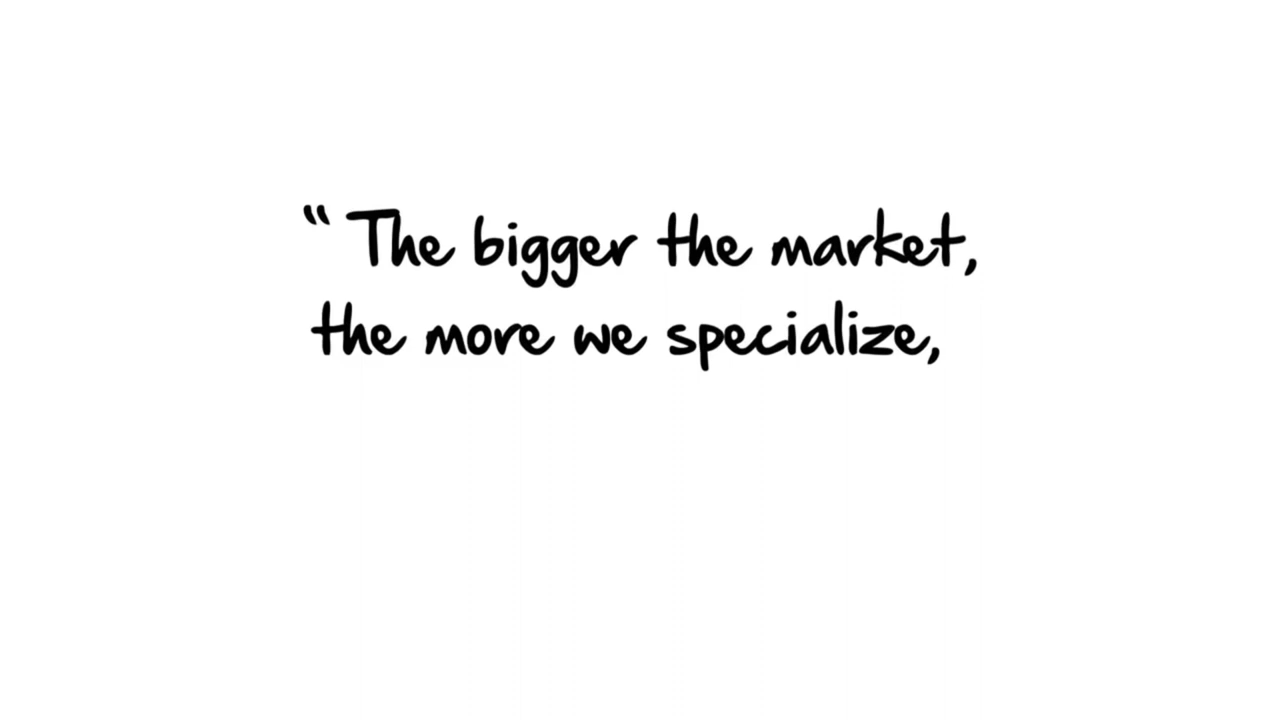 “The bigger the market,
the more we specialize,